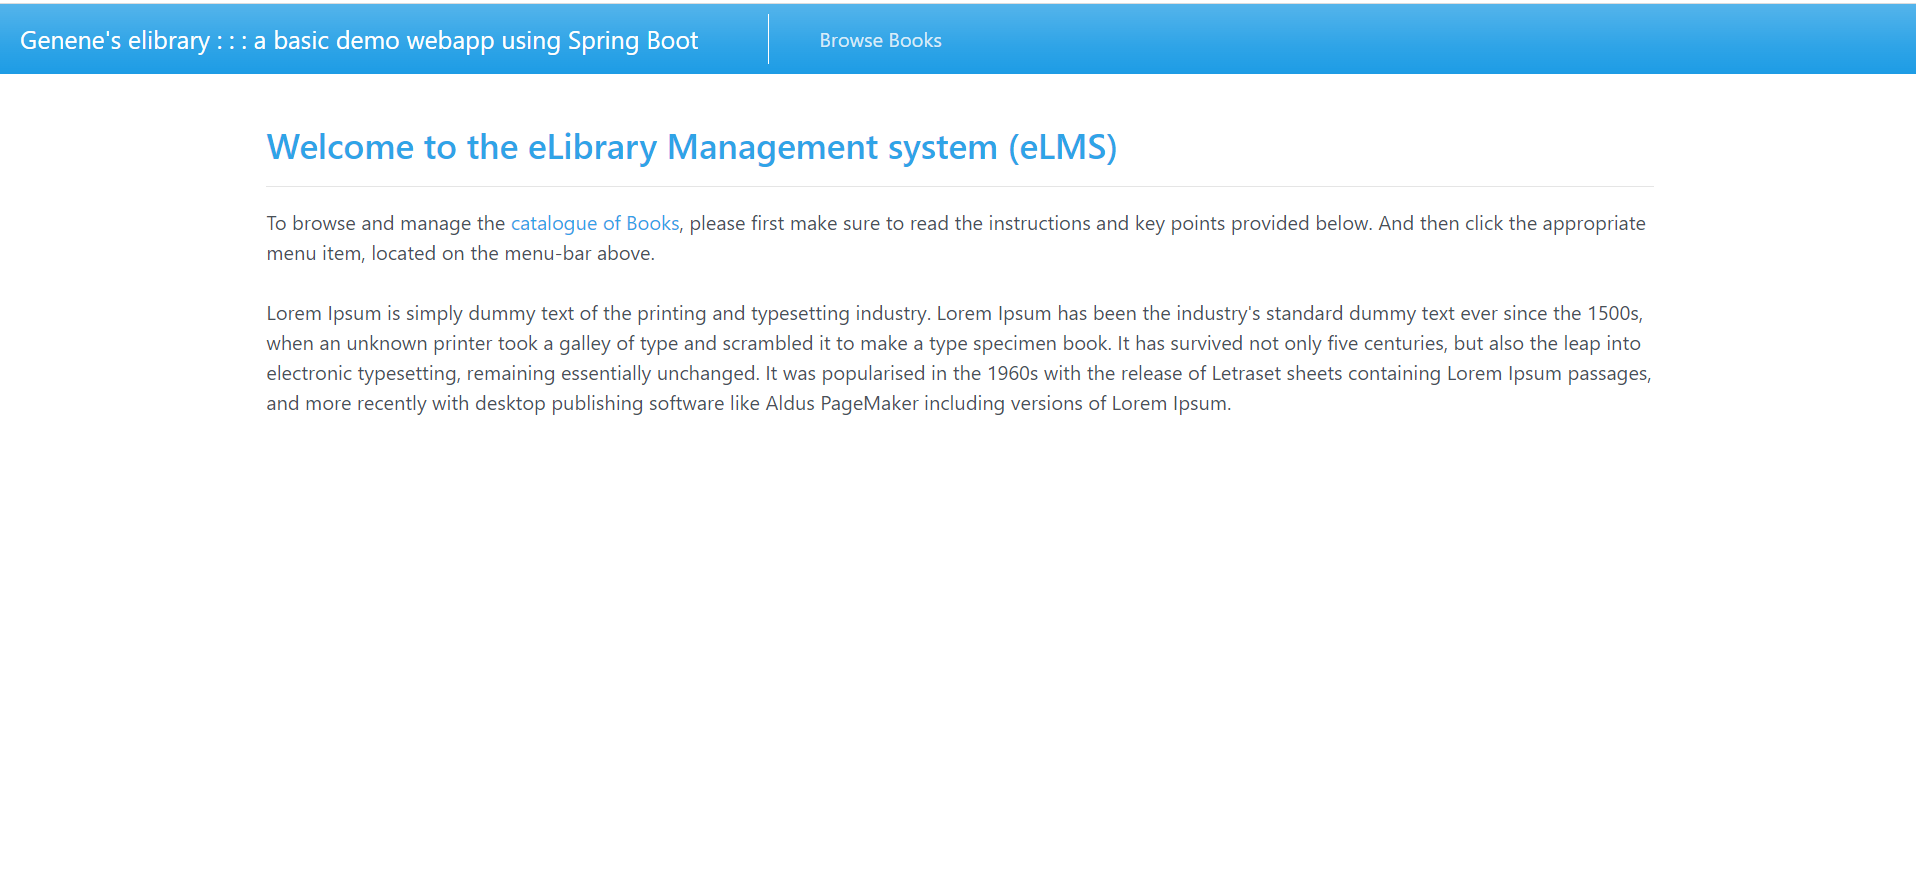 Genene's elibrary : : : a basic demo webapp using Spring Boot
Browse Books
Welcome to the eLibrary Management system (eLMS)
To browse and manage the catalogue of Books, please first make sure to read the instructions and key points provided below. And then click the appropriate
menu item, located on the menu-bar above.
Lorem Ipsum is simply dummy text of the printing and typesetting industry. Lorem Ipsum has been the industry's standard dummy text ever since the 1500s,
when an unknown printer took a galley of type and scrambled it to make a type specimen book. It has survived not only five centuries, but also the leap into
electronic typesetting, remaining essentially unchanged. It was popularised in the 1960s with the release of Letraset sheets containing Lorem Ipsum passages,
and more recently with desktop publishing software like Aldus PageMaker including versions of Lorem Ipsum.